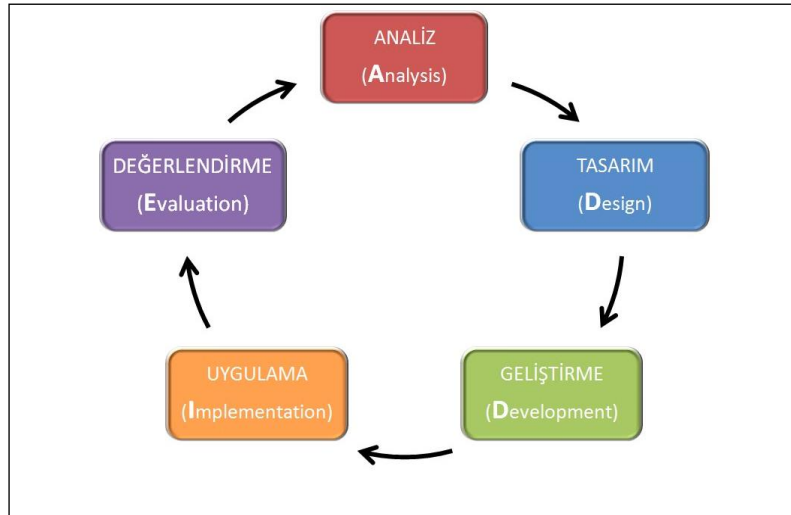 ANALİZ
(Analysis)
TASARIM
(Design)
GELİŞTİRME
(Development)
UYGULAMA
(Implementation)
DEĞERLENDİRME
(Evaluation)